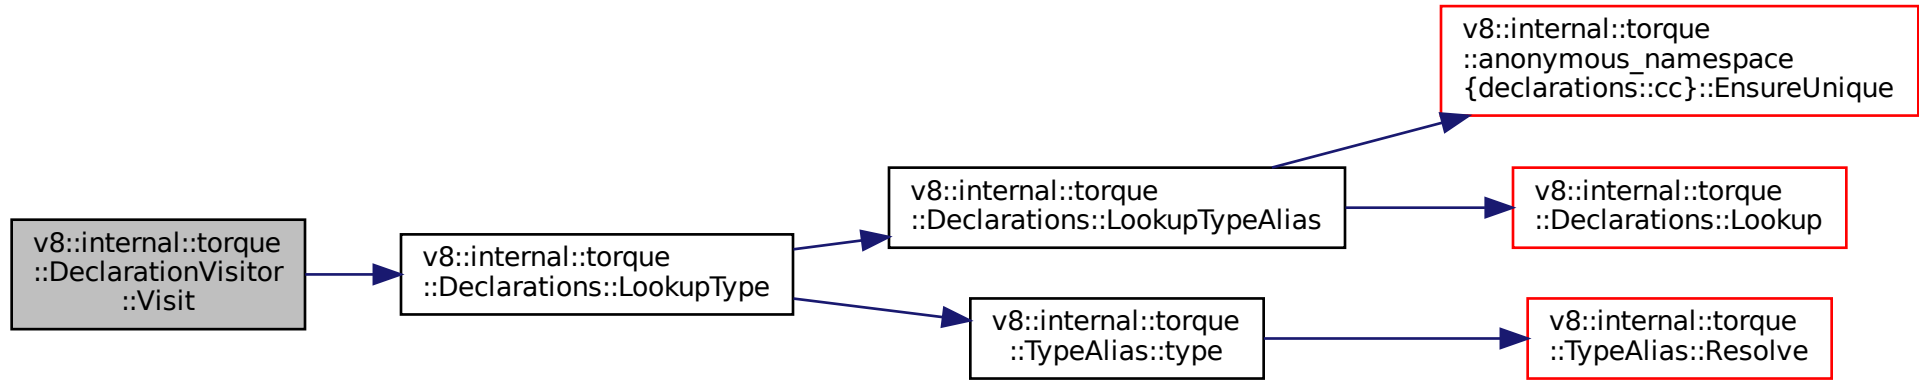 v8::internal::torque
::DeclarationVisitor
::Visit
v8::internal::torque
::Declarations::LookupType
v8::internal::torque
::Declarations::LookupTypeAlias
v8::internal::torque
::anonymous_namespace
{declarations::cc}::EnsureUnique
v8::internal::torque
::Declarations::Lookup
v8::internal::torque
::TypeAlias::type
v8::internal::torque
::TypeAlias::Resolve